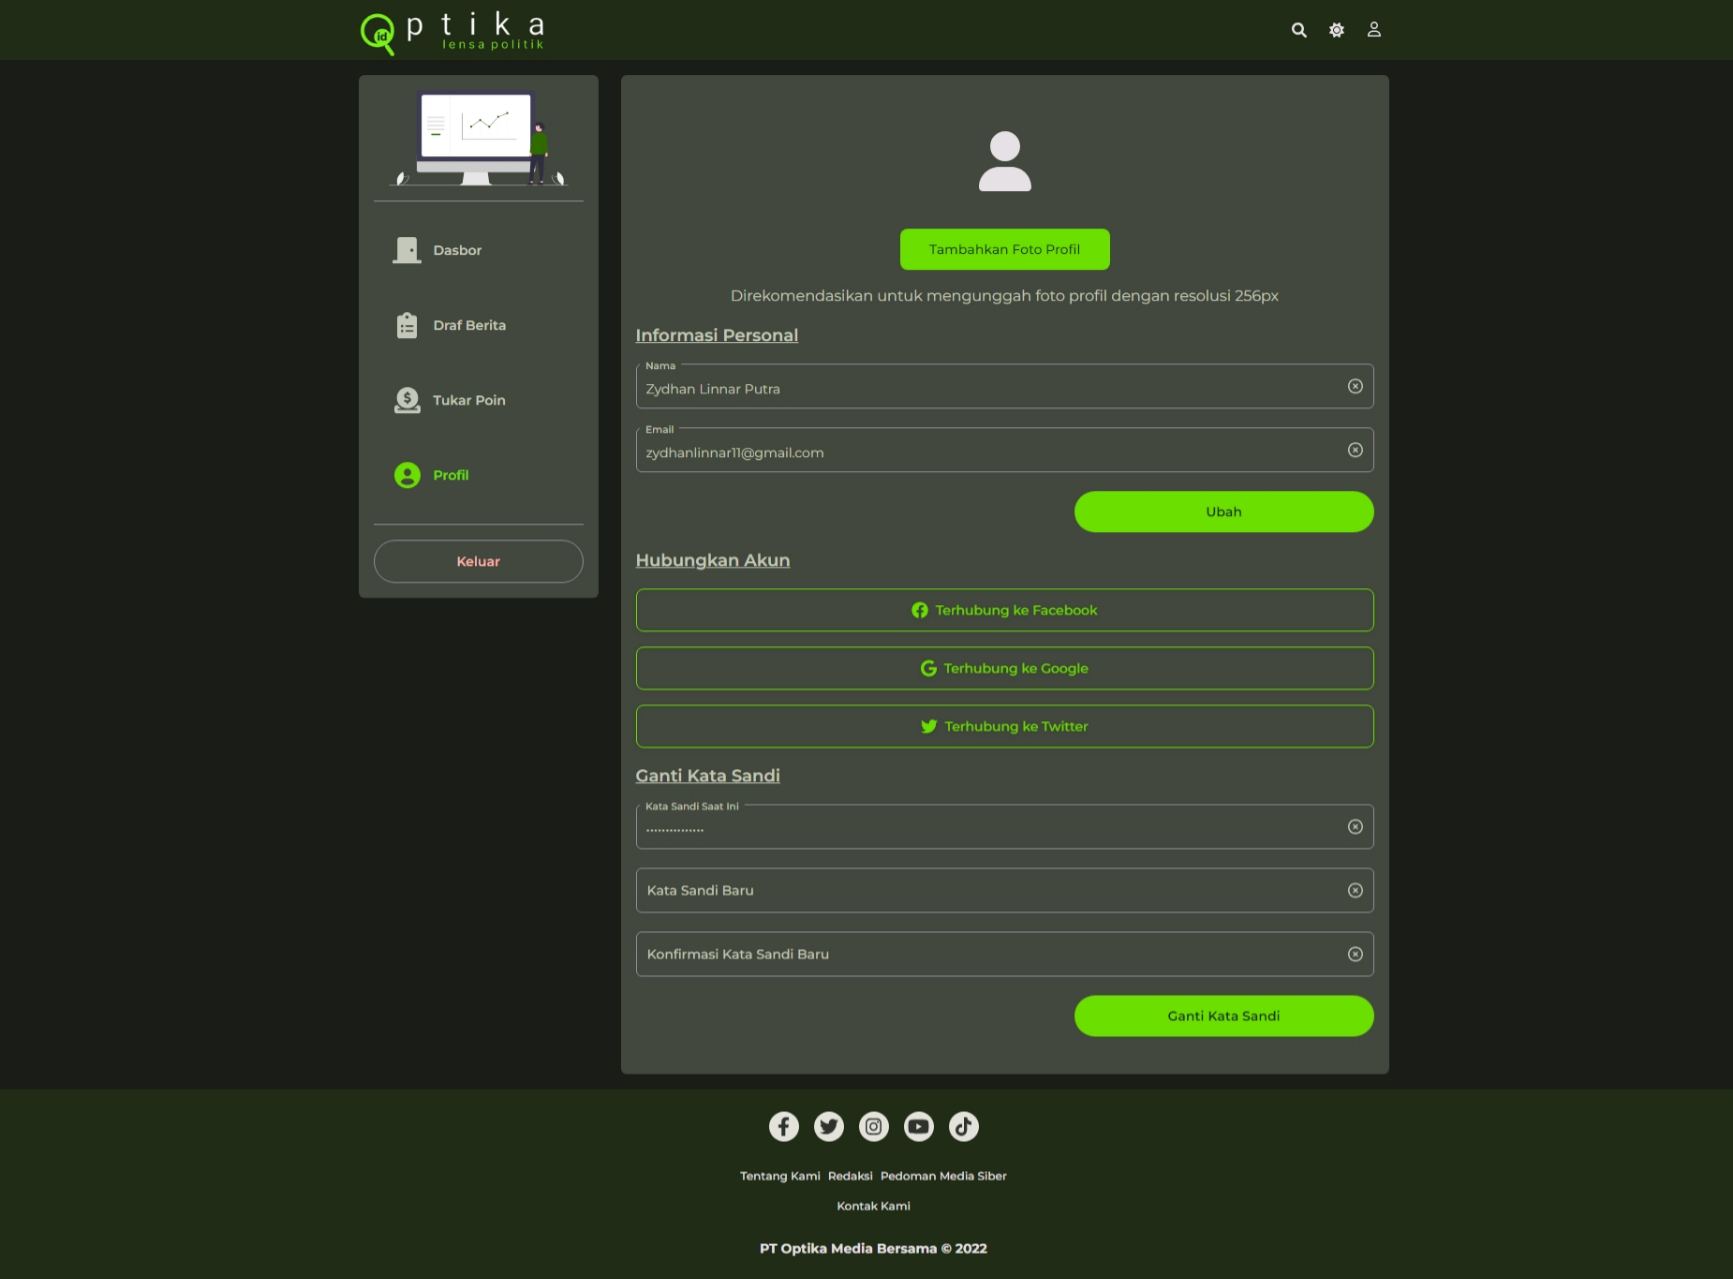 id ptika
lensa politik
Dasbor
Draf Berita
Tukar Poin
Profil
Keluar
Tambahkan Foto Profil
Direkomendasikan untuk mengunggah foto profil dengan resolusi 256px
Informasi Personal
Nama
Zydhan Linnar Putra
Email
zydhanlinnar11@gmail.com
Ubah
Hubungkan Akun
Terhubung ke Facebook
Terhubung ke Google
Terhubung ke Twitter
Ganti Kata Sandi
Kata Sandi Saat Ini
Kata Sandi Baru
Konfirmasi Kata Sandi Baru
Ganti Kata Sandi
Tentang Kami Redaksi Pedoman Media Siber
Kontak Kami
PT Optika Media Bersama © 2022